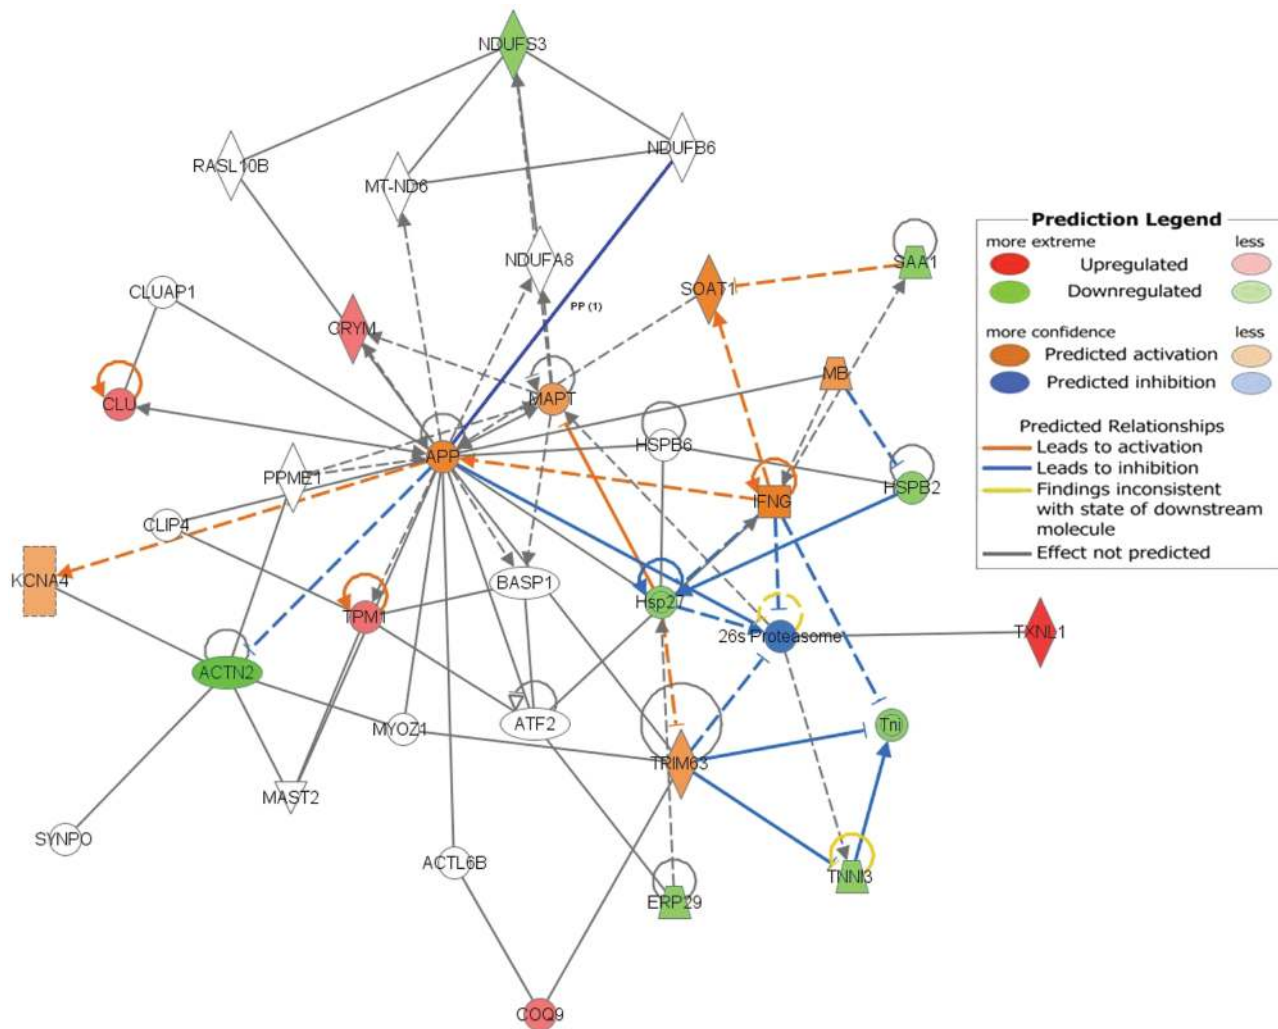 NDUFS3
NDUFB6
RASL10B
MT-ND6
Prediction Legend
more extreme less
Upregulated
Downregulated
more confidence less
Predicted activation
Predicted inhibition
Predicted Relationships
Leads to activation
Leads to inhibition
Findings inconsistent
with state of downstream
molecule
Effect not predicted
NDUFA8
SAA1
SOAT1
CLUAP1
PP (1)
CRYM
MB
CLU
MAPT
HSPB6
APP
PPME1
HSPB2
IFNG
CLIP4
KCNA4
BASP1
Hsp27
TPM1
26s Proteasome
TXNL1
ACTN2
MYOZ1
ATF2
Tni
TRIM63
MAST2
SYNPO
ACTL6B
TNNI3
ERP29
COQ9